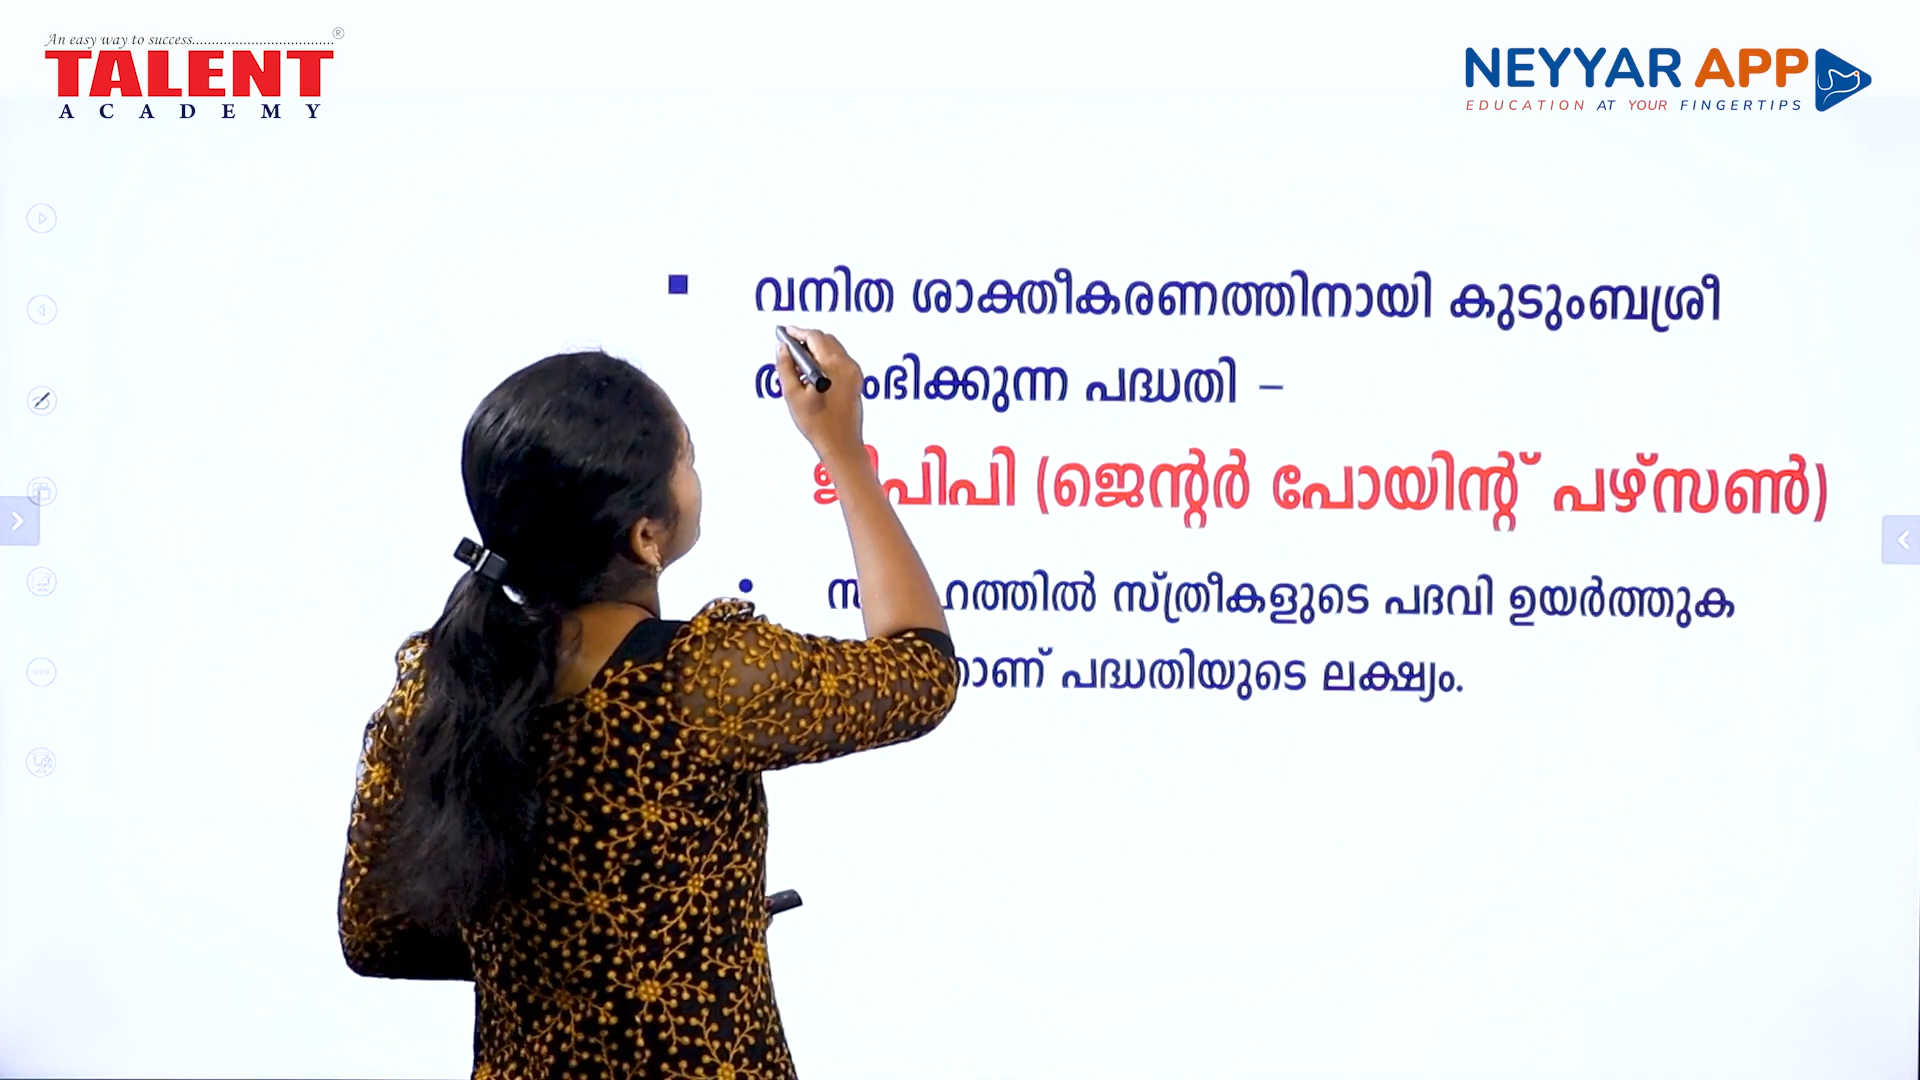 An easy way to success.....................................
®
TALENT
ACADEMY
NEYYAR APP
EDUCATION AT YOUR FINGERTIPS
വനിത ശാക്തീകരണത്തിനായി കുടുംബശ്രീ
പദ്ധതി –
(ജെന്റർ പോയിന്റ് പഴ്സൺ)
സ്ത്രീകളുടെ പദവി ഉയർത്തുക
പദ്ധതിയുടെ ലക്ഷ്യം.